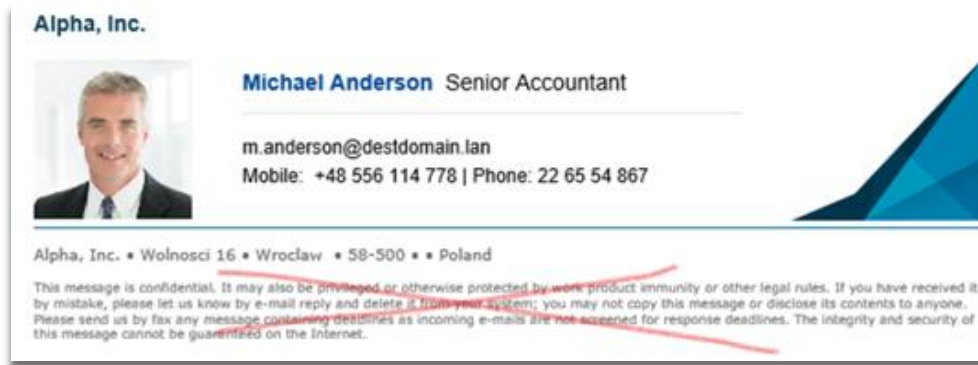 Alpha, Inc.
Michael Anderson Senior Accountant
m.anderson@destdomain.lan
Mobile: +48 556 114 778 | Phone: 22 65 54 867
Alpha, Inc. • Wolnosci 16 • Wroclaw • 58-500 • • Poland
This message is confidential. It may also be privileged or otherwise protected by work product immunity or other legal rules. If you have received it
by mistake, please let us know by e-mail reply and delete it from your system; you may not copy this message or disclose its contents to anyone.
Please send us by fax any message containing deadlines as incoming e-mails are not screened for response deadlines. The integrity and security of
this message cannot be guaranteed on the Internet.